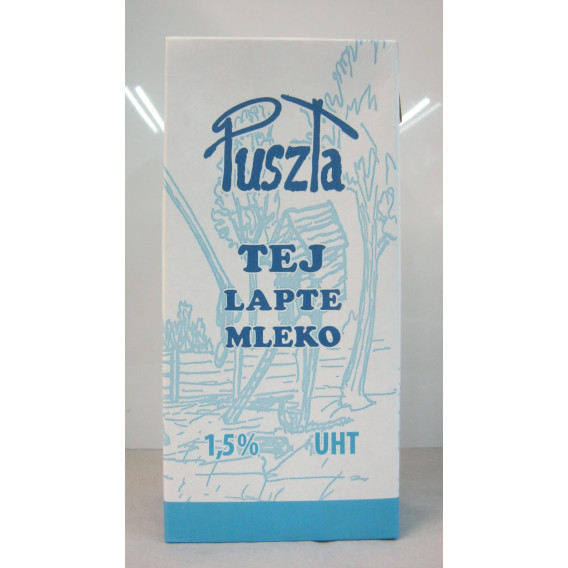 Puszta
TEJ
LAPTE
MLEKO
1,5% UHT